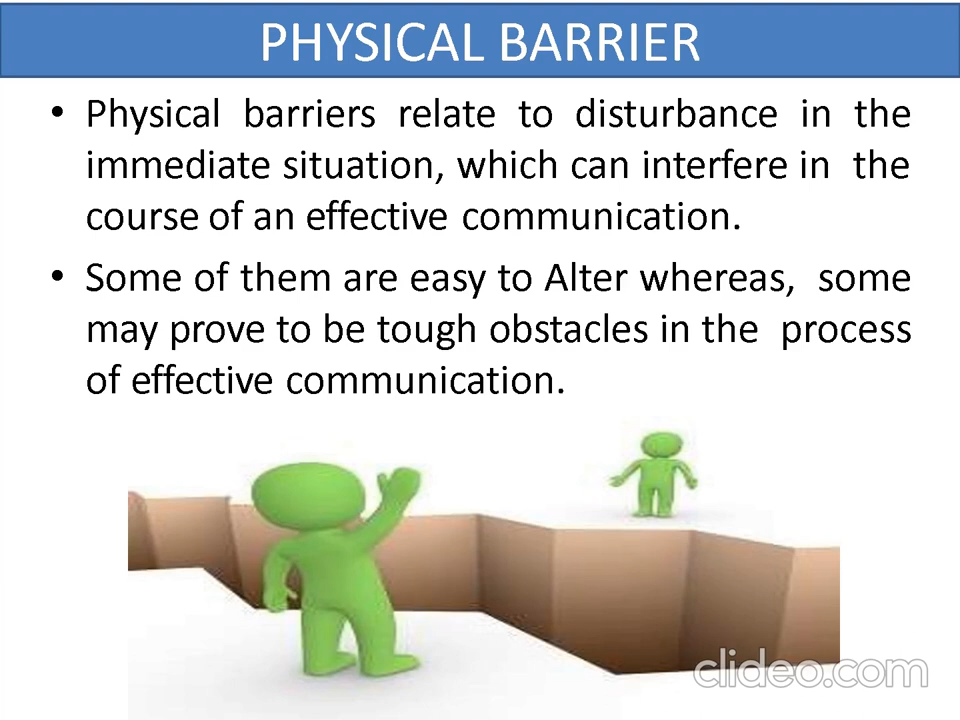 PHYSICAL BARRIER
• Physical barriers relate to disturbance in the
immediate situation, which can interfere in the
course of an effective communication.
• Some of them are easy to Alter whereas, some
may prove to be tough obstacles in the process
of effective communication.
clideo.com